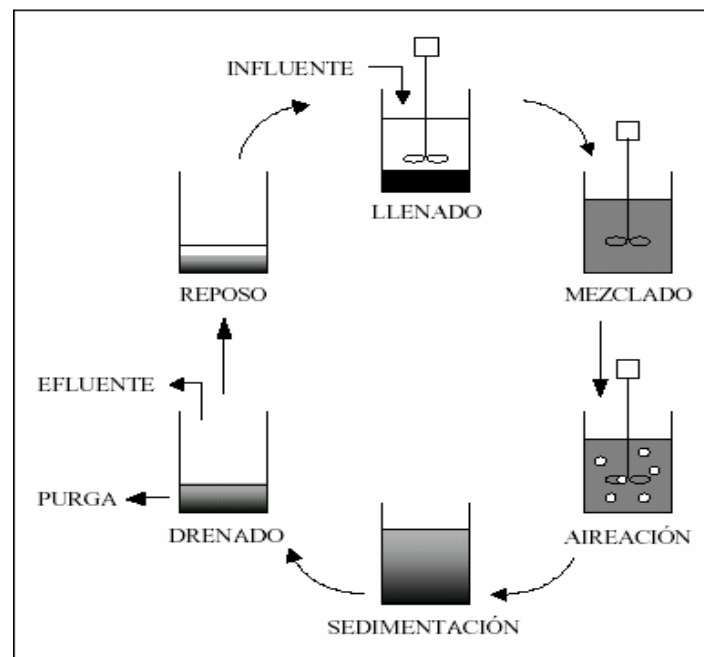 INFLUENTE
LLENADO
REPOSO
MEZCLADO
EFLUENTE
PURGA
DRENADO
AIREACIÓN
SEDIMENTACIÓN